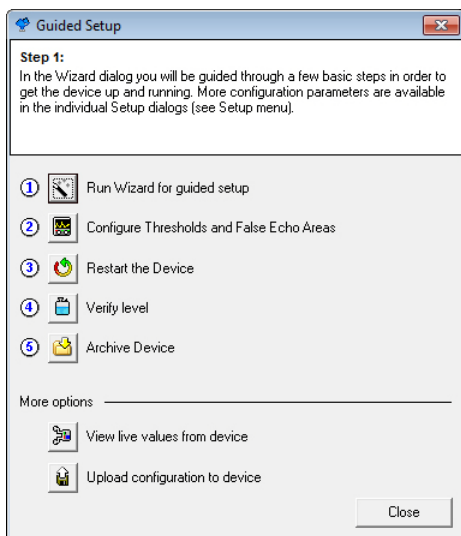 Guided Setup
Step 1:
In the Wizard dialog you will be guided through a few basic steps in order to
get the device up and running. More configuration parameters are available
in the individual Setup dialogs (see Setup menu).
1 Run Wizard for guided setup
2 Configure Thresholds and False Echo Areas
3 Restart the Device
4 Verify level
5 Archive Device
More options
View live values from device
Upload configuration to device
Close